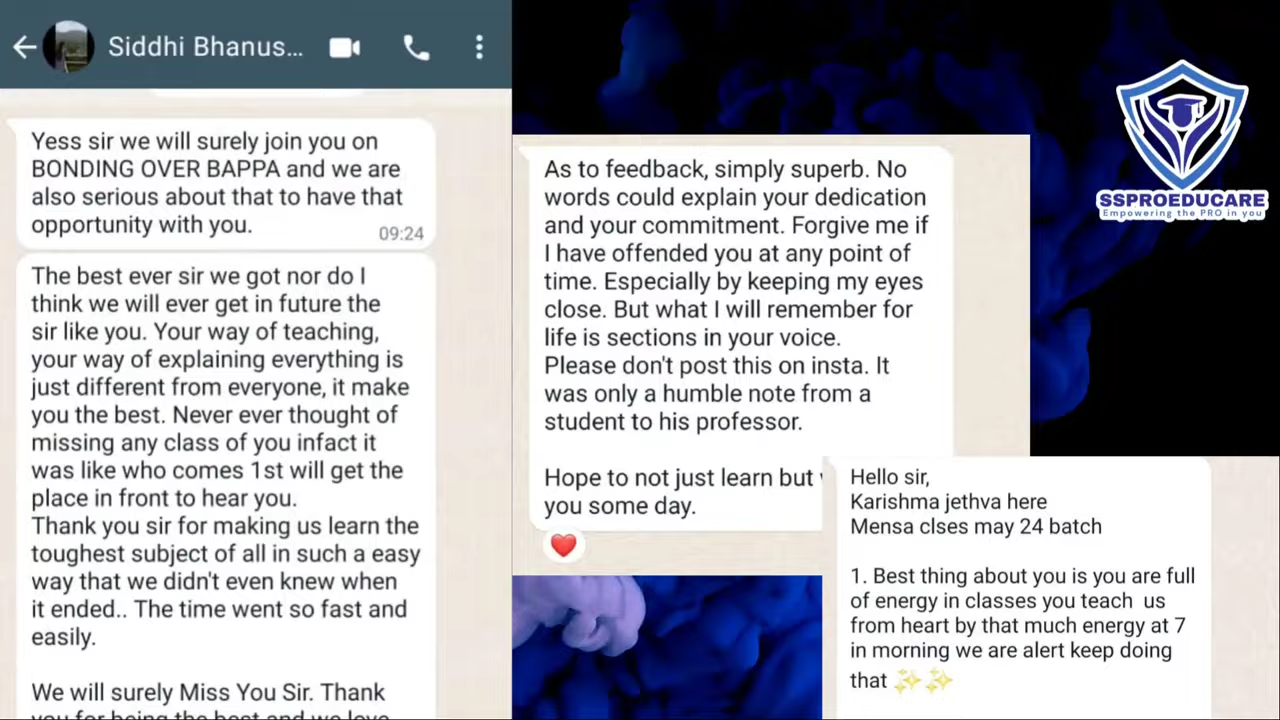 Siddhi Bhanus...
Yess sir we will surely join you on
BONDING OVER BAPPA and we are
also serious about that to have that
opportunity with you.
09:24
The best ever sir we got nor do I
think we will ever get in future the
sir like you. Your way of teaching,
your way of explaining everything is
just different from everyone, it make
you the best. Never ever thought of
missing any class of you infact it
was like who comes 1st will get the
place in front to hear you.
Thank you sir for making us learn the
toughest subject of all in such a easy
way that we didn't even knew when
it ended.. The time went so fast and
easily.
We will surely Miss You Sir. Thank
you for being the best and we love
As to feedback, simply superb. No
words could explain your dedication
and your commitment. Forgive me if
I have offended you at any point of
time. Especially by keeping my eyes
close. But what I will remember for
life is sections in your voice.
Please don't post this on insta. It
was only a humble note from a
student to his professor.
Hope to not just learn but
you some day.
Hello sir,
Karishma jethva here
Mensa clses may 24 batch
1. Best thing about you is you are full
of energy in classes you teach us
from heart by that much energy at 7
in morning we are alert keep doing
that ✨✨
SSPROEDUCARE
Empowering the PRO in you